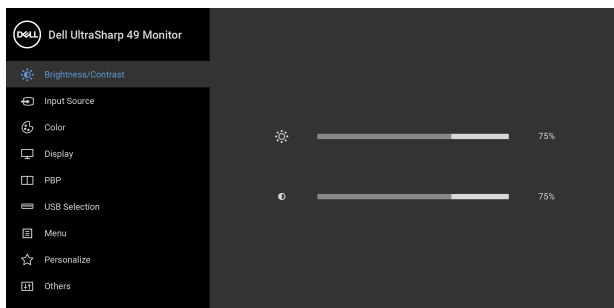 DELL Dell UltraSharp 49 Monitor
Brightness/Contrast
Input Source
Color
75%
Display
PBP
75%
USB Selection
Menu
Personalize
Others